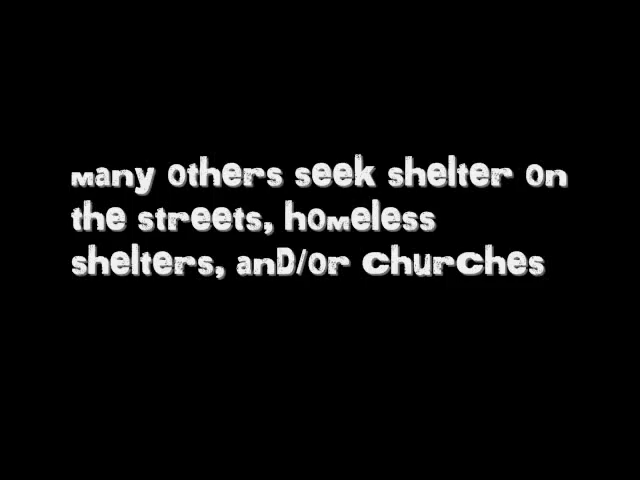 Many others seek shelter on
the streets, homeless
shelters, and/or churches